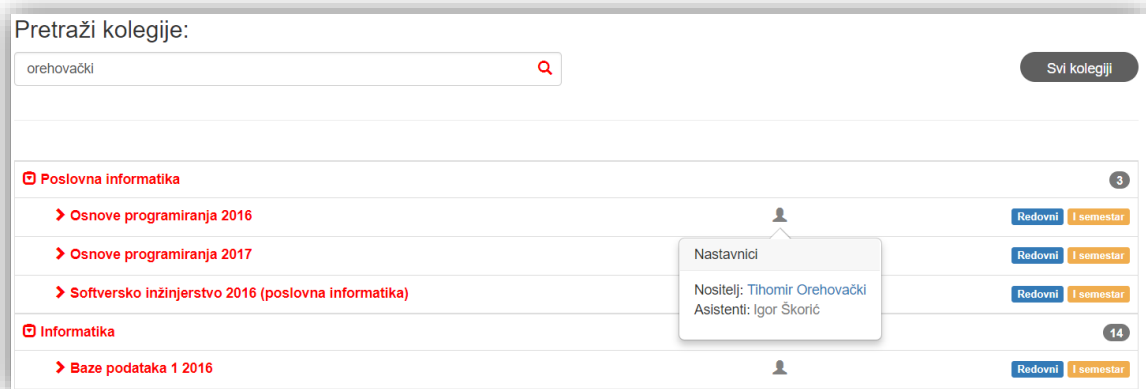 Pretraži kolegije:
orehovački
Svi kolegiji
Poslovna informatika 3
Osnove programiranja 2016 Redovni I semestar
Osnove programiranja 2017 Redovni I semestar
Nastavnici
Softversko inžinjerstvo 2016 (poslovna informatika) Redovni I semestar
Nositelj: Tihomir Orehovački
Asistenti: Igor Škorić
Informatika 14
Baze podataka 1 2016 Redovni I semestar